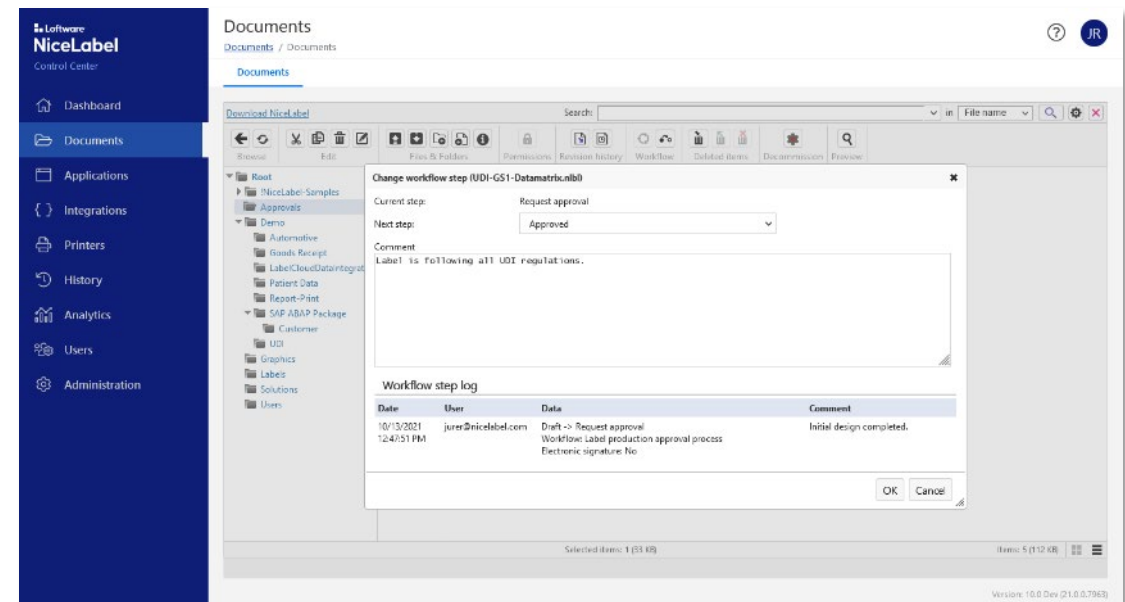 Loftware
NiceLabel
Control Center
Dashboard
Documents
Applications
{ } Integrations
Printers
History
Analytics
Users
Administration
Documents
Documents / Documents
? JR
Documents
Download NiceLabel Search: in File name
Browse Edit Files & Folders Permissions Revision history Workflow Deleted items Decommission Preview
Root
!NiceLabel-Samples
Approvals
Demo
Automotive
Goods Receipt
LabelCloudDataIntegrat
Patient Data
Report-Print
SAP ABAP Package
Customer
UDI
Graphics
Labels
Solutions
Users
Change workflow step (UDI-GS1-Datamatrix.nlbl)
Current step: Request approval
Next step: Approved
Comment
Label is following all UDI regulations.
Workflow step log
Date User Data Comment
10/13/2021 jurer@nicelabel.com Draft -> Request approval Initial design completed.
12:47:51 PM Workflow: Label production approval process
Electronic signature: No
OK Cancel
Selected items: 1 (53 KB) Items: 5 (112 KB)
Version: 10.0 Dev (21.0.0.7963)